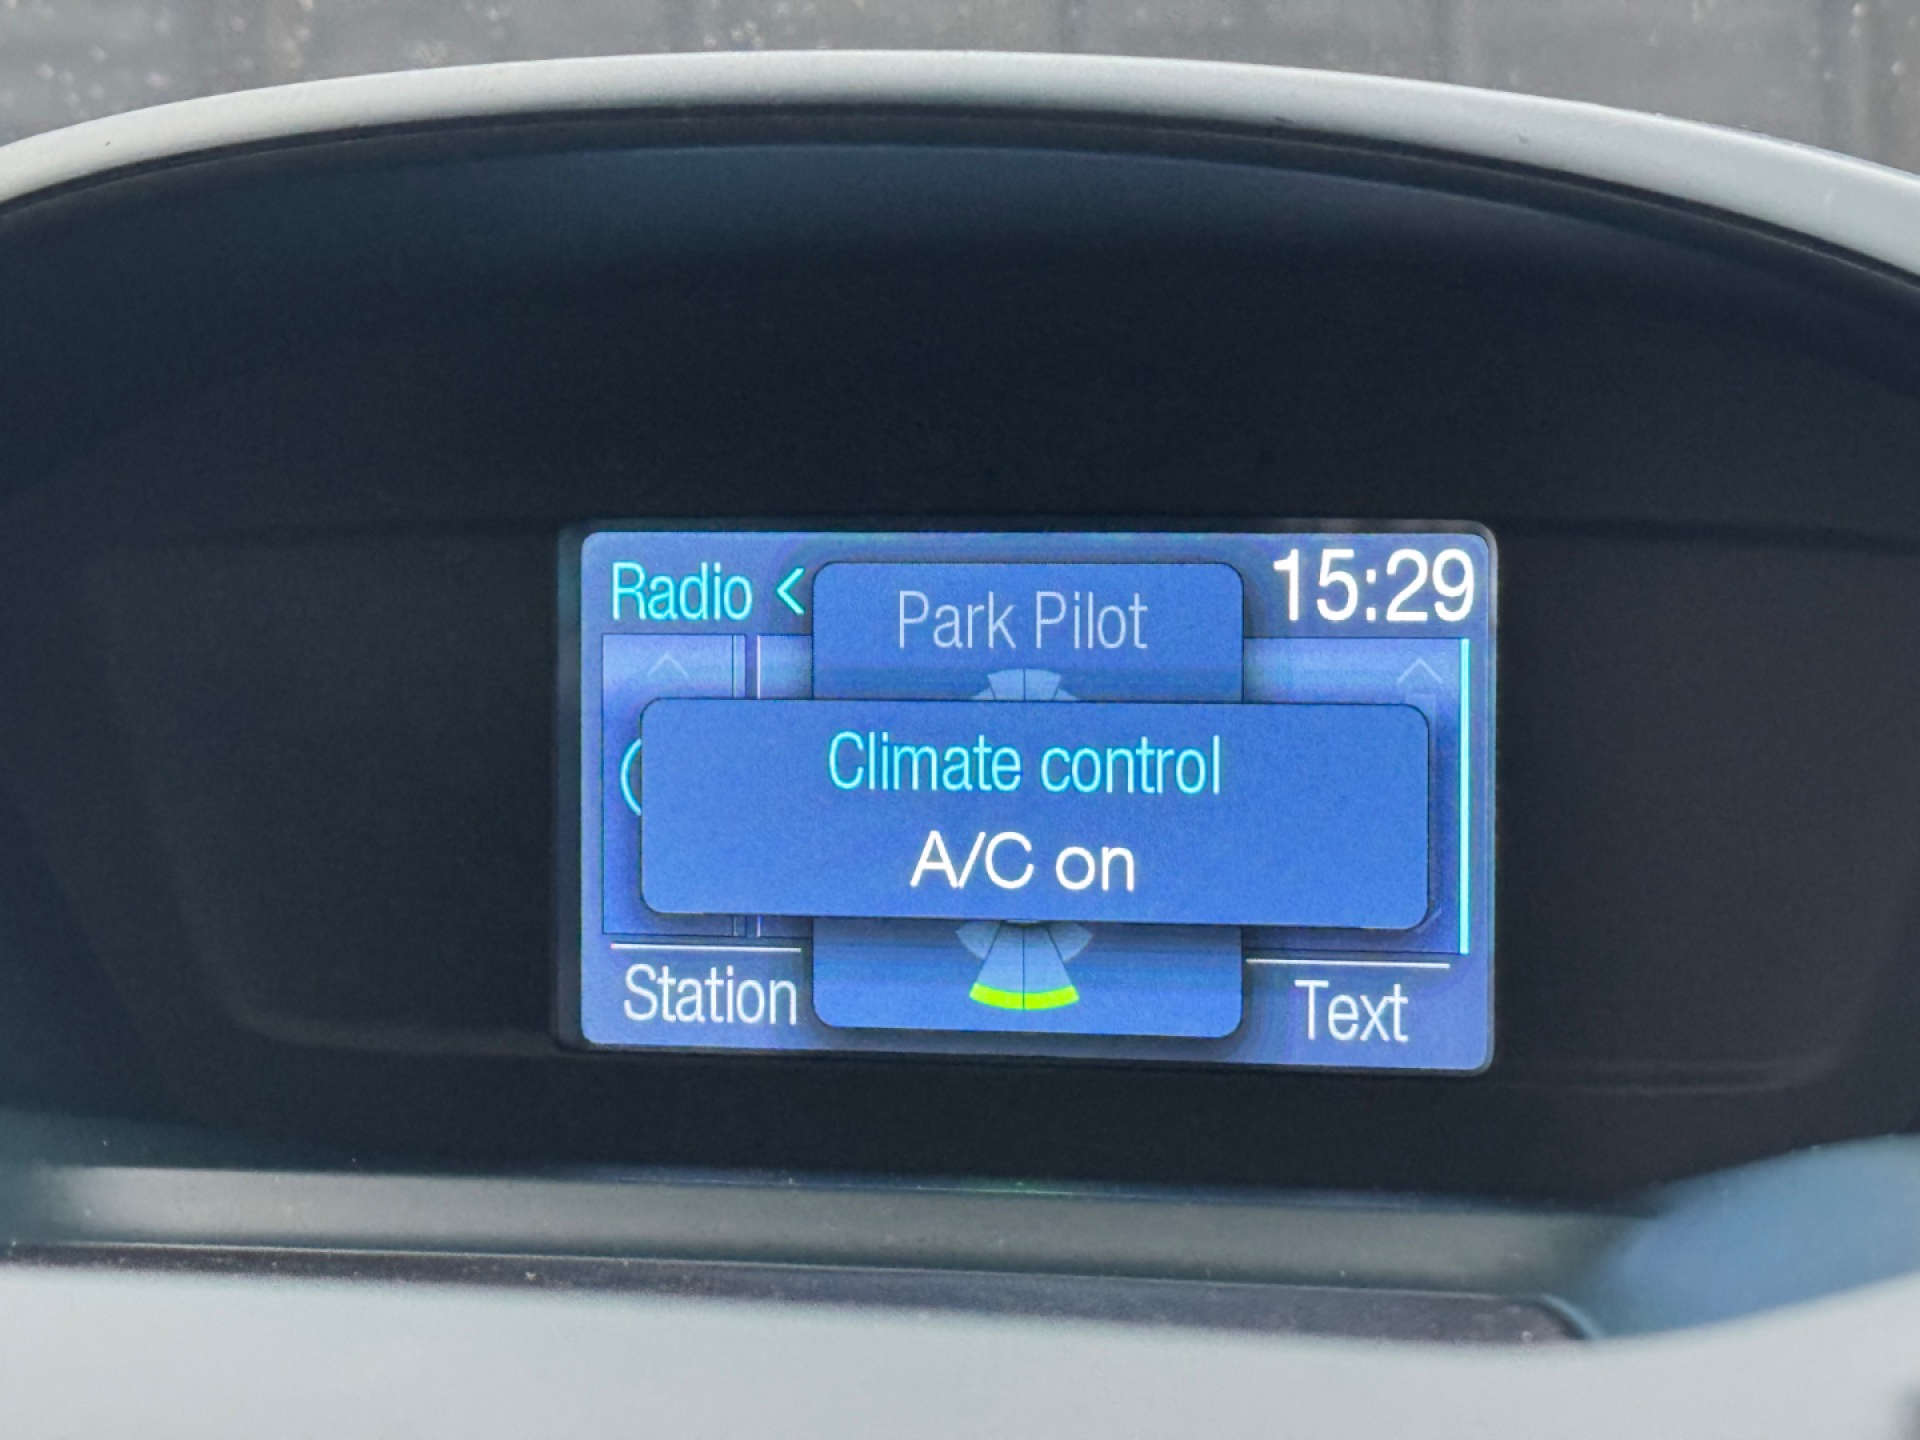 Radio <
Park Pilot
15:29
Climate control
A/C on
Station
Text